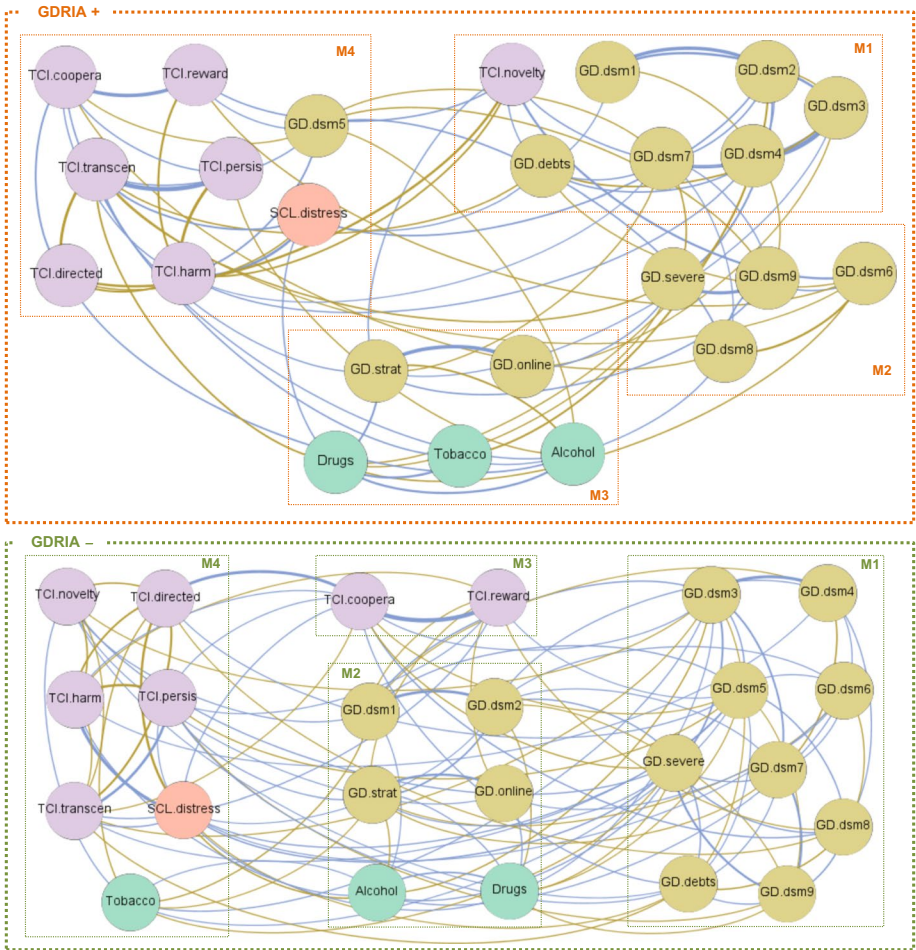 GDRIA +
M4
M1
TCI.coopera
TCI.reward
TCI.novelty
GD.dsm1
GD.dsm2
GD.dsm3
GD.dsm5
TCI.transcen
TCI.persis
GD.debts
GD.dsm7
GD.dsm4
SCL.distress
TCI.directed
TCI.harm
GD.severe
GD.dsm9
GD.dsm6
GD.dsm8
M2
GD.strat
GD.online
Drugs
Tobacco
Alcohol
M3
GDRIA –
M4
M3
M1
TCI.novelty
TCI.directed
TCI.coopera
TCI.reward
GD.dsm3
GD.dsm4
M2
TCI.harm
TCI.persis
GD.dsm1
GD.dsm2
GD.dsm5
GD.dsm6
GD.severe
GD.dsm7
TCI.transcen
SCL.distress
GD.strat
GD.online
GD.dsm8
Tobacco
Alcohol
Drugs
GD.debts
GD.dsm9